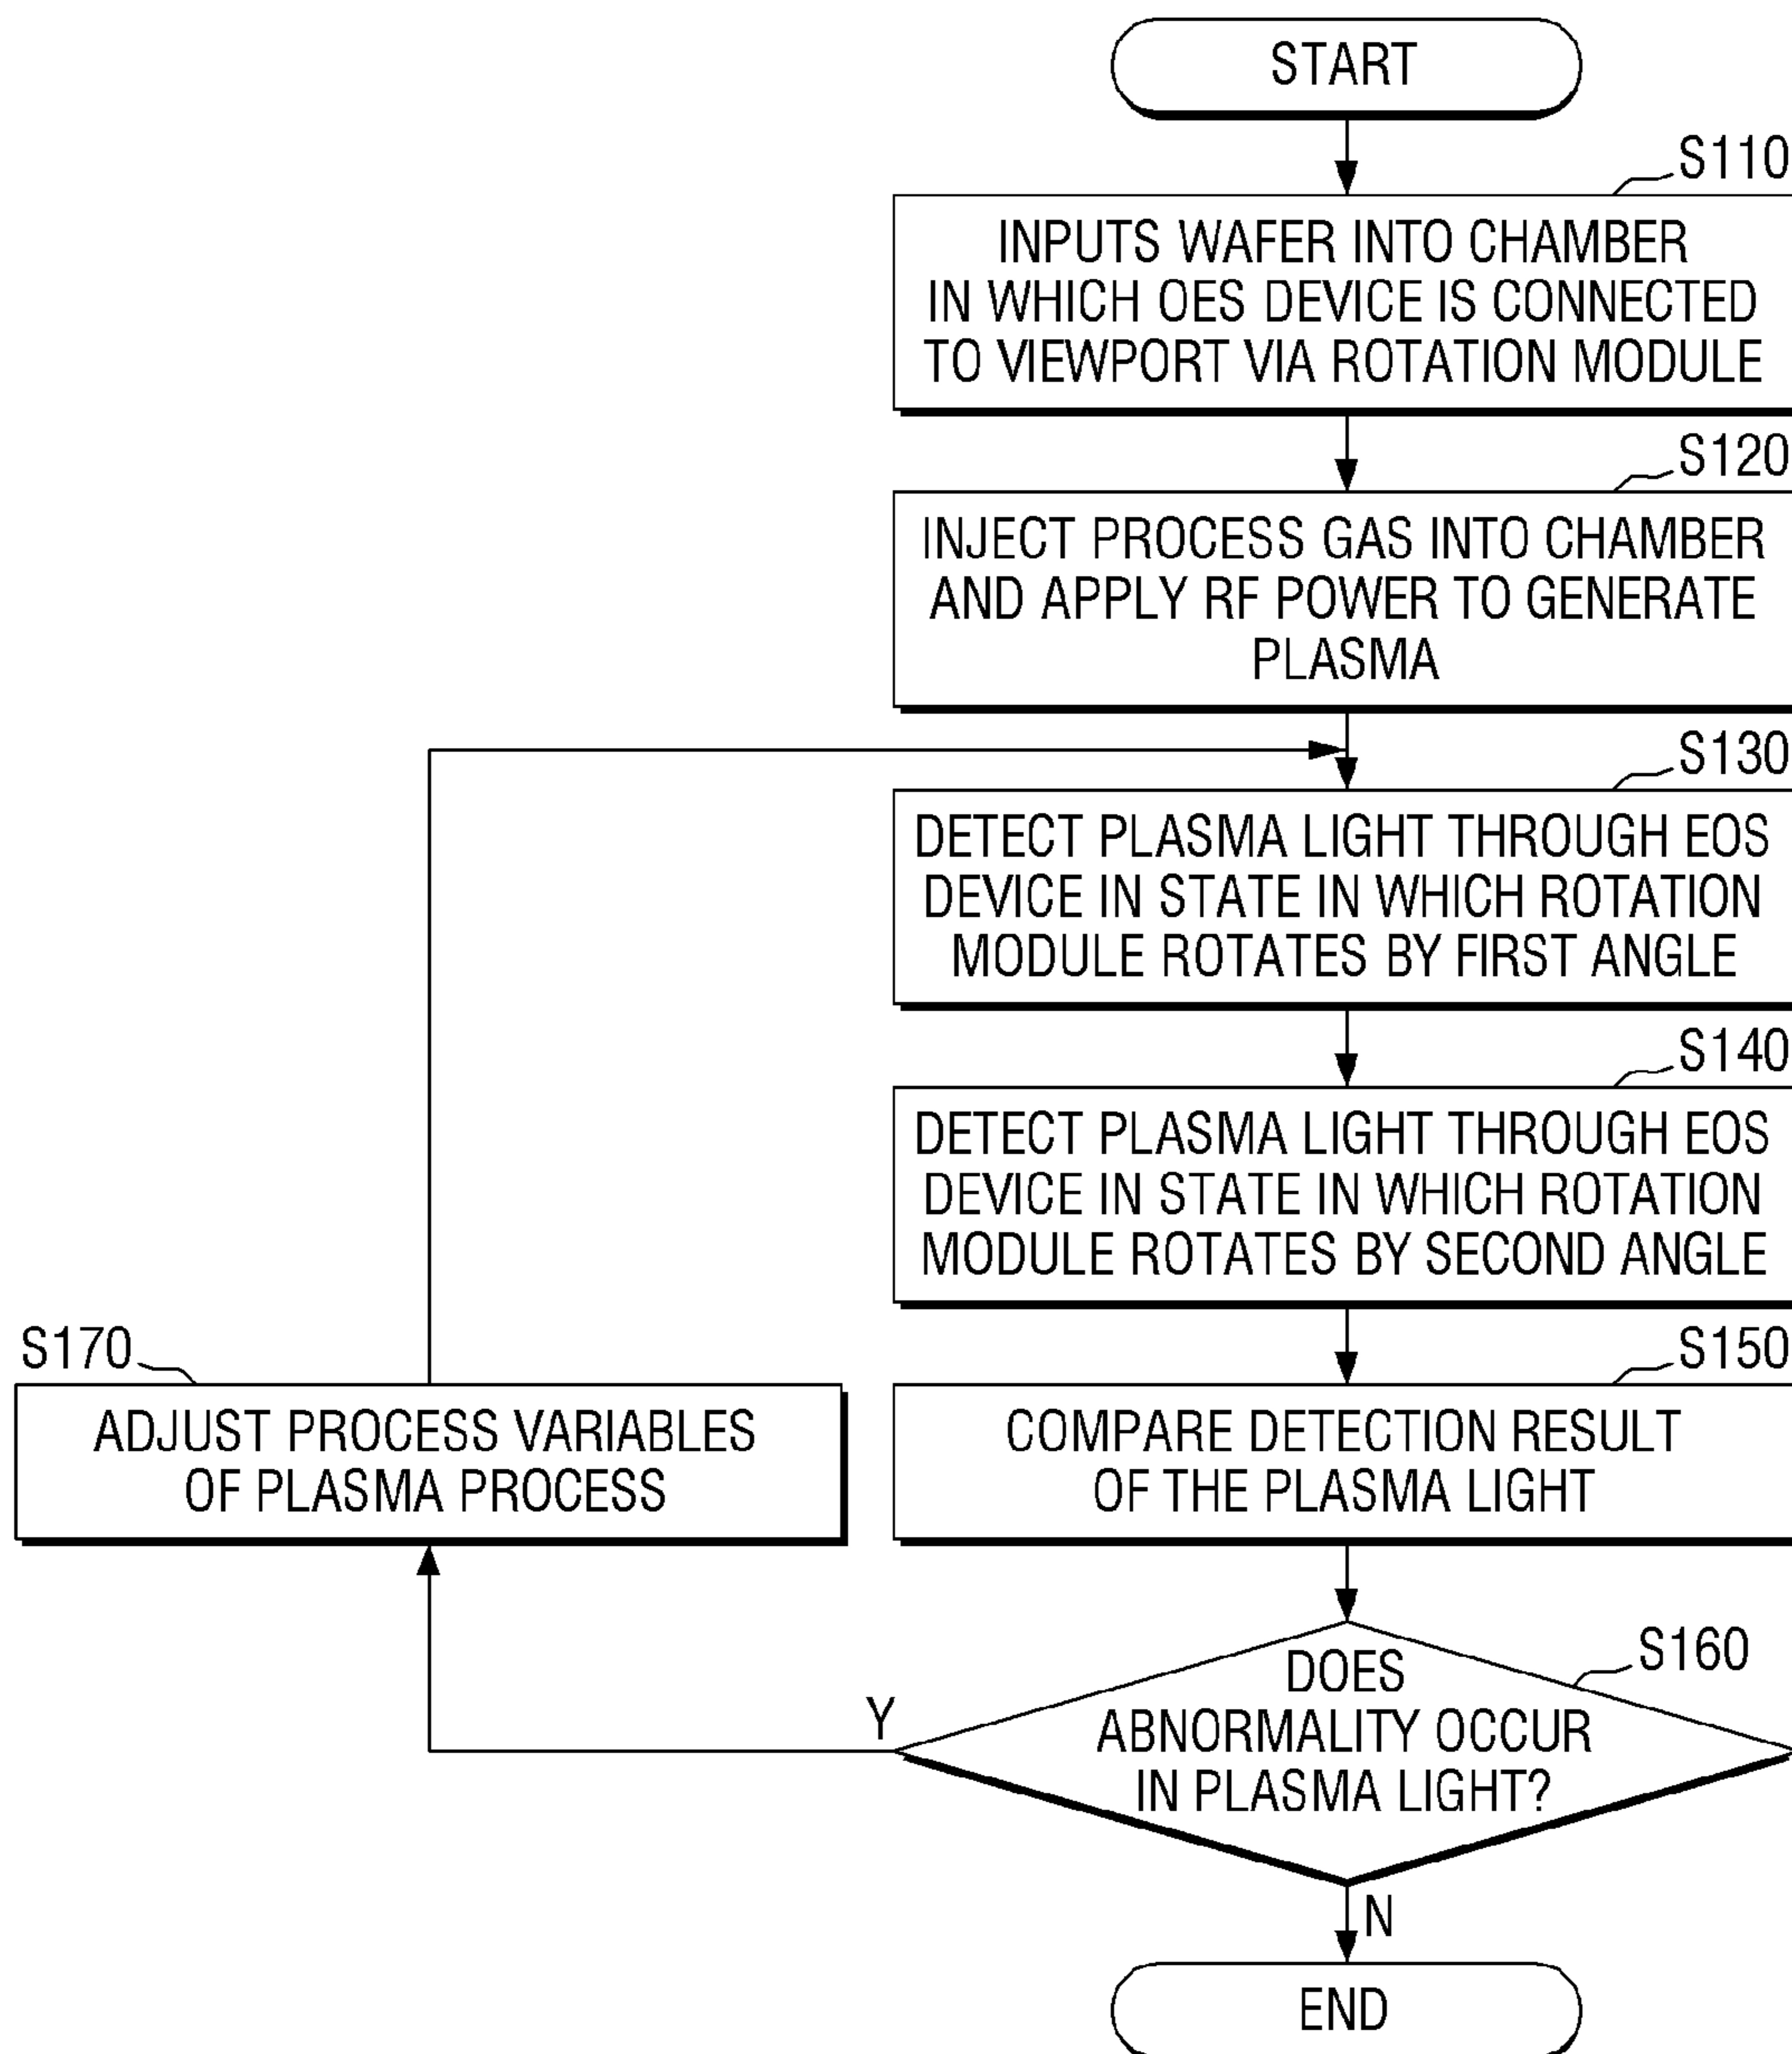 START
S110
INPUTS WAFER INTO CHAMBER
IN WHICH OES DEVICE IS CONNECTED
TO VIEWPORT VIA ROTATION MODULE
S120
INJECT PROCESS GAS INTO CHAMBER
AND APPLY RF POWER TO GENERATE
PLASMA
S130
DETECT PLASMA LIGHT THROUGH EOS
DEVICE IN STATE IN WHICH ROTATION
MODULE ROTATES BY FIRST ANGLE
S140
DETECT PLASMA LIGHT THROUGH EOS
DEVICE IN STATE IN WHICH ROTATION
MODULE ROTATES BY SECOND ANGLE
S150
COMPARE DETECTION RESULT
OF THE PLASMA LIGHT
S170
ADJUST PROCESS VARIABLES
OF PLASMA PROCESS
S160
DOES
ABNORMALITY OCCUR
IN PLASMA LIGHT?
Y
N
END